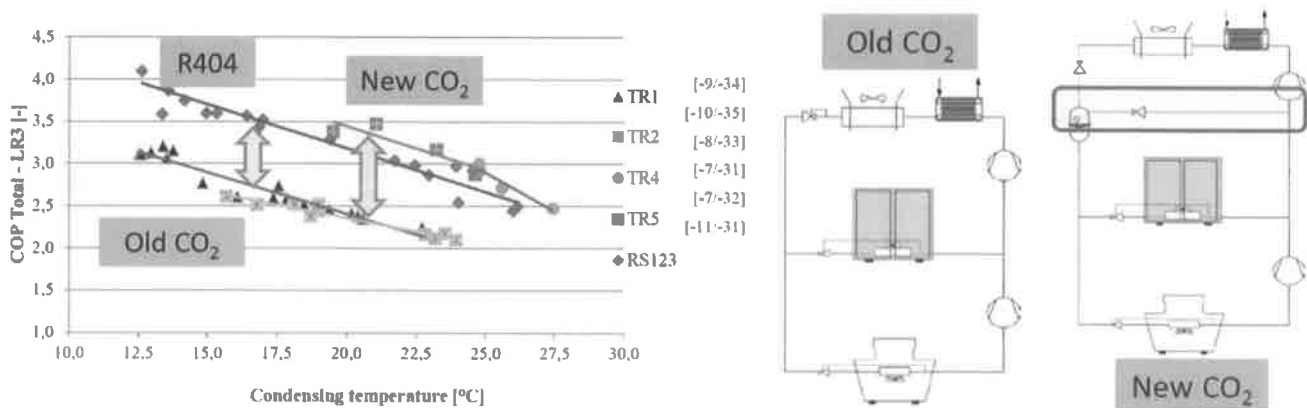 COP Total - LR3 [-]
4,5
4,0
3,5
3,0
2,5
2,0
1,5
1,0
10,0
12,5
15,0
17,5
20,0
22,5
25,0
27,5
30,0
Condensing temperature [°C]
R404
New CO2
Old CO2
TR1
TR2
TR4
TR5
RS123
[-9/-34]
[-10/-35]
[-8/-33]
[-7/-31]
[-7/-32]
[-11/-31]
Old CO2
New CO2